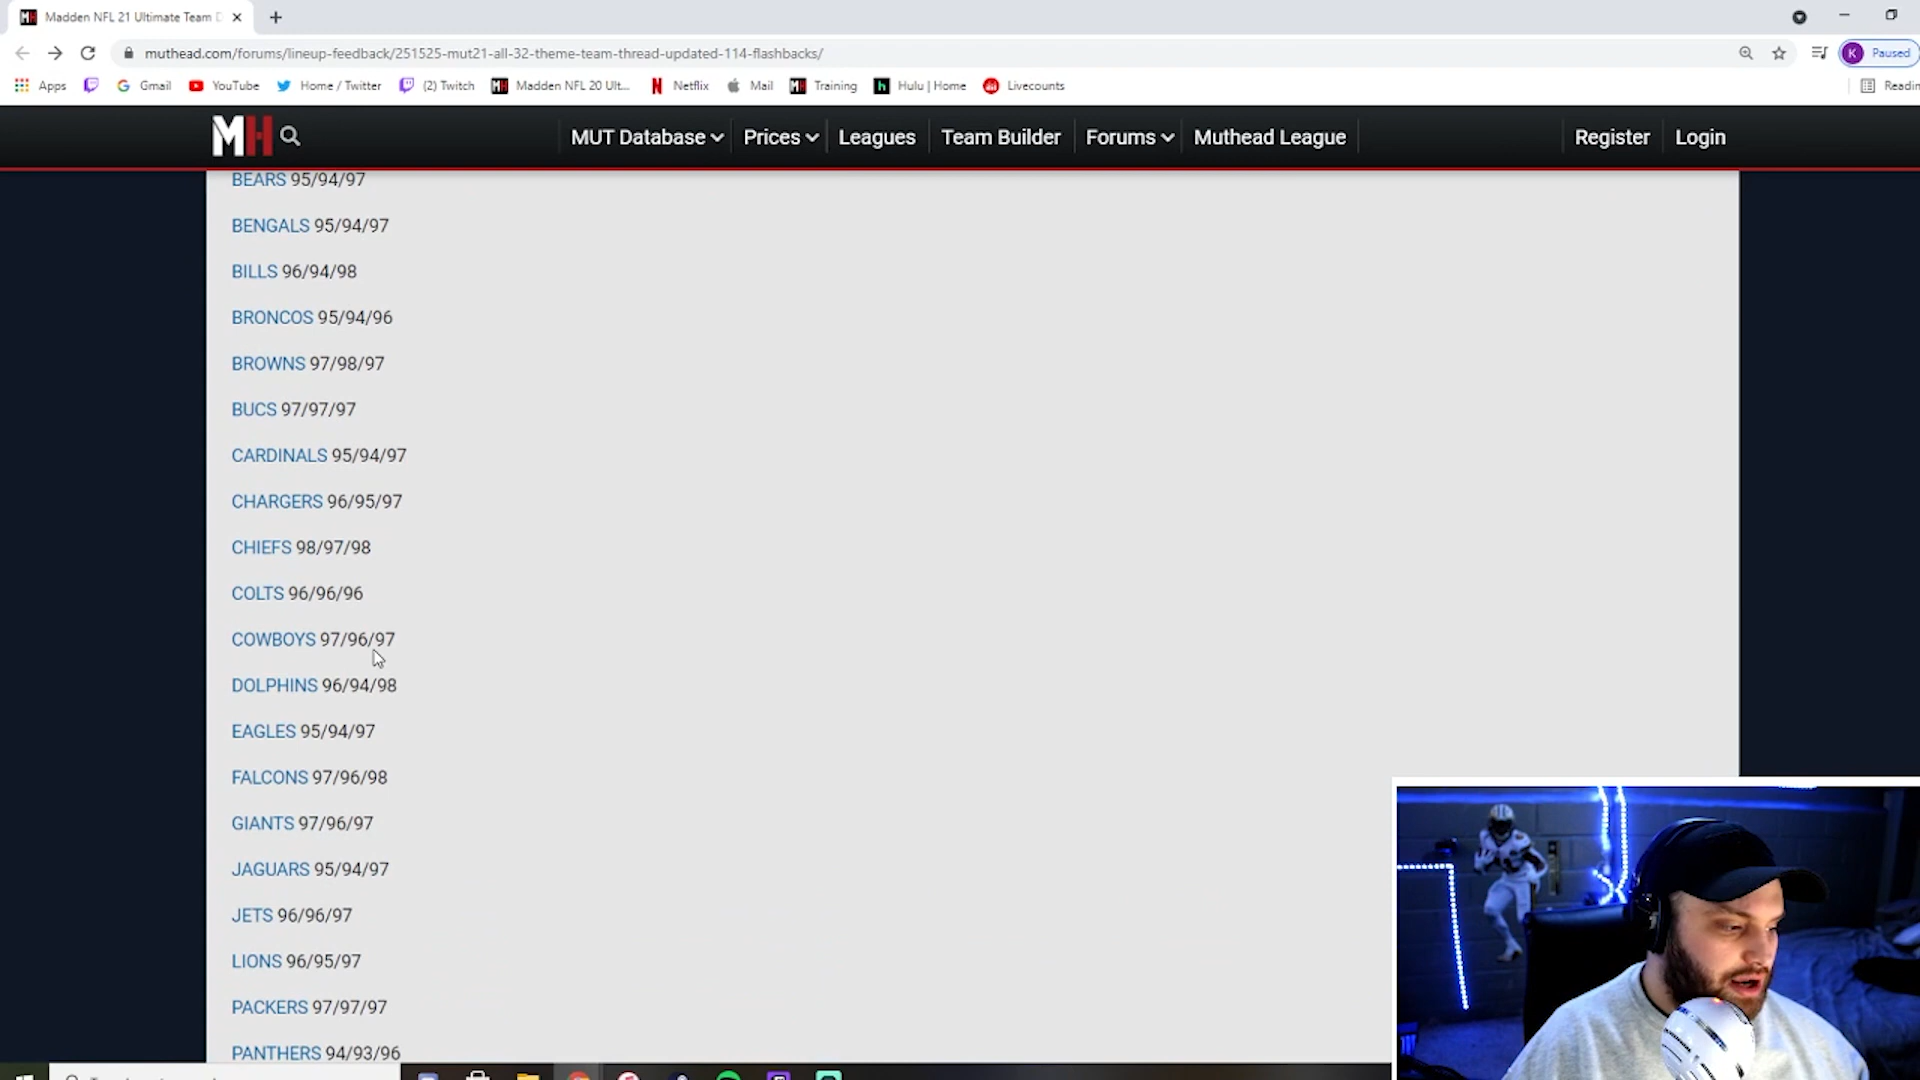 Madden NFL 21 Ultimate Team D
muthead.com/forums/lineup-feedback/251525-mut21-all-32-theme-team-thread-updated-114-flashbacks/
K Paused
Apps Gmail YouTube Home / Twitter (2) Twitch Madden NFL 20 Ult... Netflix Mail Training Hulu | Home Livecounts Readin
MH MUT Database Prices Leagues Team Builder Forums Muthead League Register Login
BEARS 95/94/97
BENGALS 95/94/97
BILLS 96/94/98
BRONCOS 95/94/96
BROWNS 97/98/97
BUCS 97/97/97
CARDINALS 95/94/97
CHARGERS 96/95/97
CHIEFS 98/97/98
COLTS 96/96/96
COWBOYS 97/96/97
DOLPHINS 96/94/98
EAGLES 95/94/97
FALCONS 97/96/98
GIANTS 97/96/97
JAGUARS 95/94/97
JETS 96/96/97
LIONS 96/95/97
PACKERS 97/97/97
PANTHERS 94/93/96